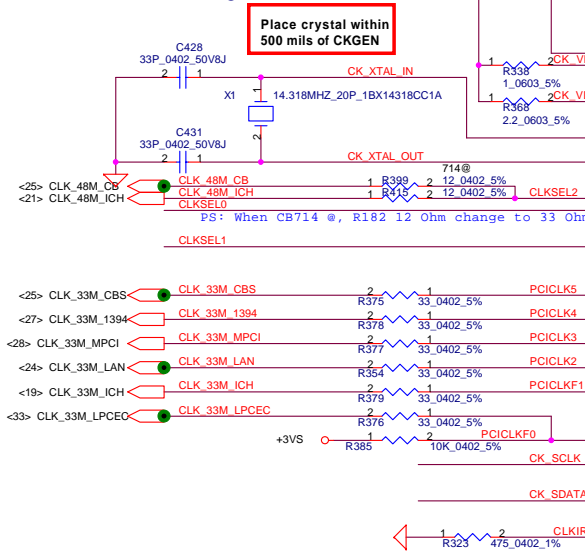 Place crystal within
500 mils of CKGEN
C428
33P_0402_50V8J
2 1
CK_XTAL_IN
1 2CK_V
R338
1_0603_5%
X1
1
2
14.318MHZ_20P_1BX14318CC1A
1 2CK_V
R368
2.2_0603_5%
C431
33P_0402_50V8J
2 1
CK_XTAL_OUT
714@
<25> CLK_48M_CB
CLK_48M_CB
1 R399 2 12_0402_5%
<21> CLK_48M_ICH
CLK_48M_ICH
1 R415 2 12_0402_5%
CLKSEL2
CLKSEL0
PS: When CB714 @, R182 12 Ohm change to 33 Ohm
CLKSEL1
<25> CLK_33M_CBS
CLK_33M_CBS
2 1
R375 33_0402_5%
PCICLK5
<27> CLK_33M_1394
CLK_33M_1394
2 1
R378 33_0402_5%
PCICLK4
<28> CLK_33M_MPCI
CLK_33M_MPCI
2 1
R377 33_0402_5%
PCICLK3
<24> CLK_33M_LAN
CLK_33M_LAN
2 1
R354 33_0402_5%
PCICLK2
<19> CLK_33M_ICH
CLK_33M_ICH
2 1
R379 33_0402_5%
PCICLKF1
<33> CLK_33M_LPCEC
CLK_33M_LPCEC
2 1
R376 33_0402_5%
+3VS
1 2
R385 10K_0402_5%
PCICLKF0
CK_SCLK
CK_SDATA
1 2
R323 475_0402_1%
CLKIR